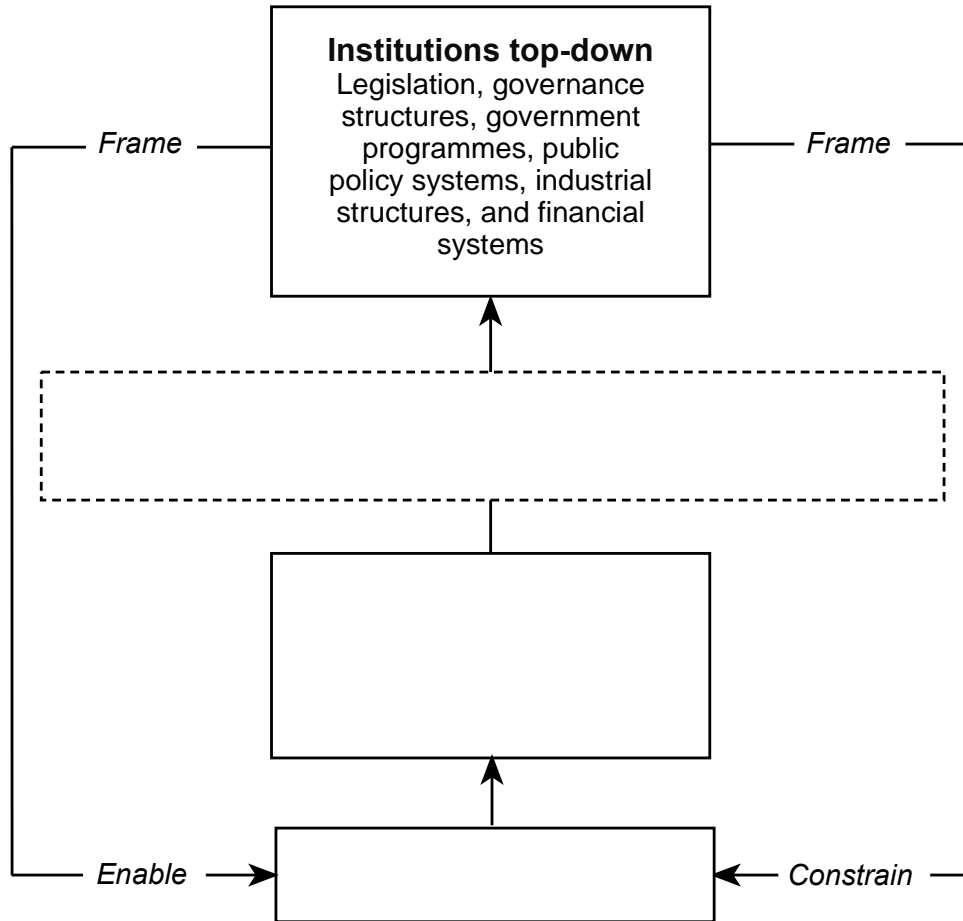 Institutions top-down
Legislation, governance
structures, government
programmes, public
policy systems, industrial
structures, and financial
systems
Frame
Frame
Enable
Constrain